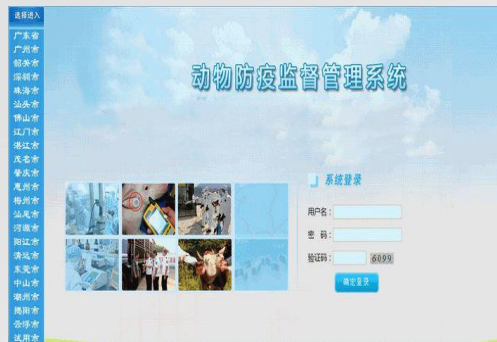 选择进入
广东省
广州市
韶关市
深圳市
珠海市
汕头市
佛山市
江门市
湛江市
茂名市
肇庆市
惠州市
梅州市
汕尾市
河源市
阳江市
清远市
东莞市
中山市
潮州市
揭阳市
云浮市
试用市
动物防疫监督管理系统
系统登录
用户名：
密 码：
验证码： 6099
确定登录